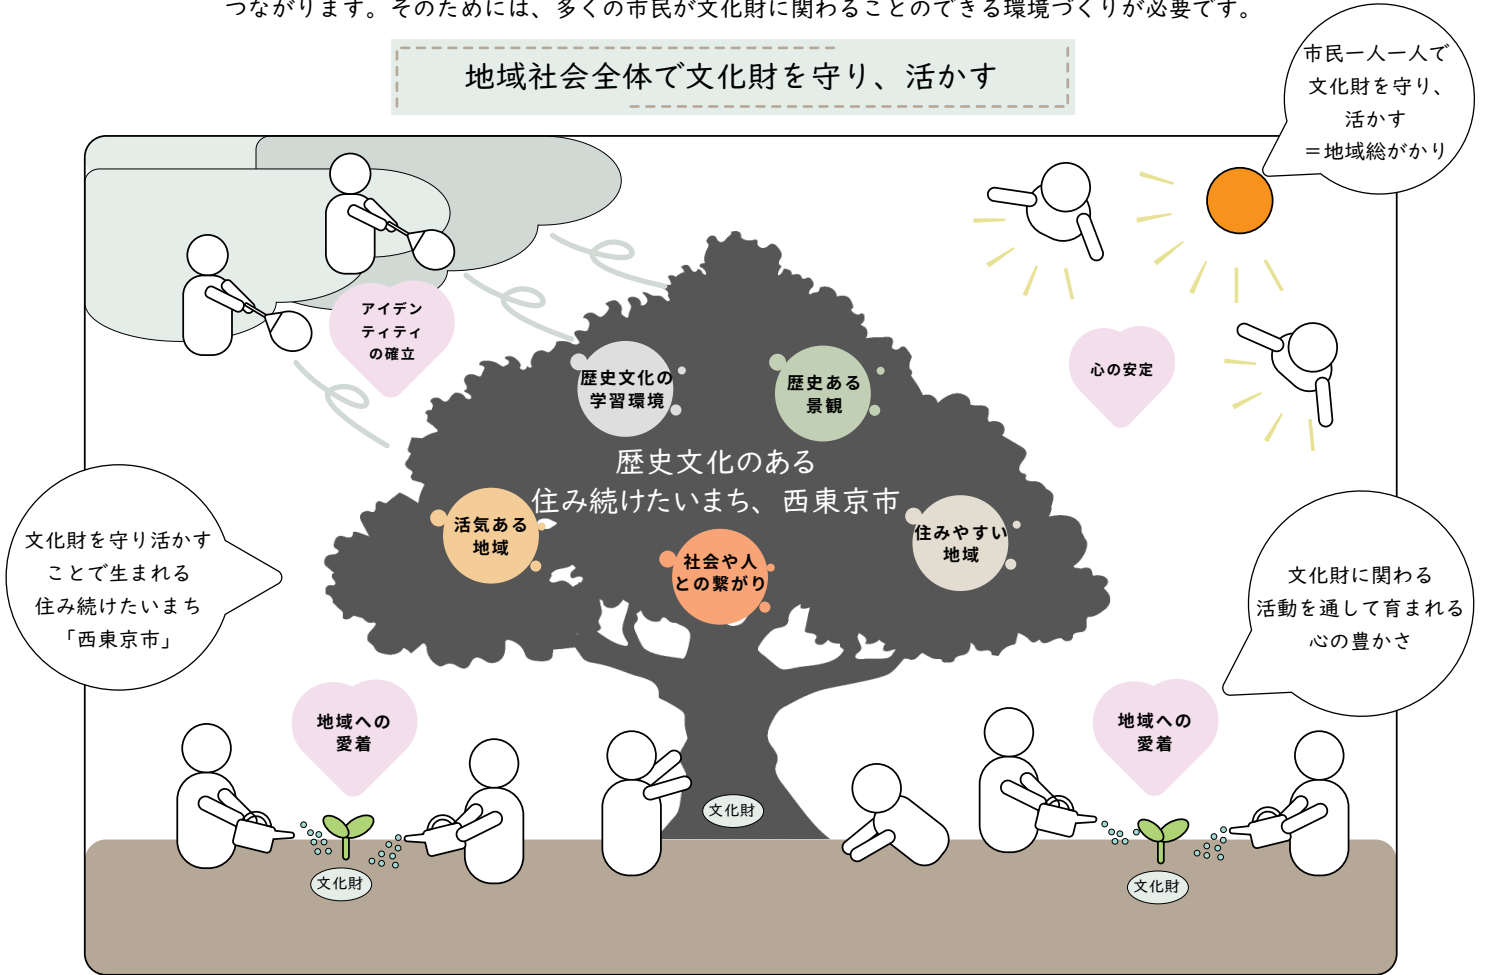 つながります。そのためには、多くの市民が文化財に関わることのできる環境づくりが必要です。
地域社会全体で文化財を守り、活かす
市民一人一人で
文化財を守り、
活かす
＝地域総がかり
アイデン
ティティ
の確立
歴史文化の
学習環境
歴史ある
景観
心の安定
歴史文化のある
住み続けたいまち、西東京市
活気ある
地域
社会や人
との繋がり
住みやすい
地域
文化財を守り活かす
ことで生まれる
住み続けたいまち
「西東京市」
文化財に関わる
活動を通して育まれる
心の豊かさ
地域への
愛着
地域への
愛着
文化財
文化財
文化財